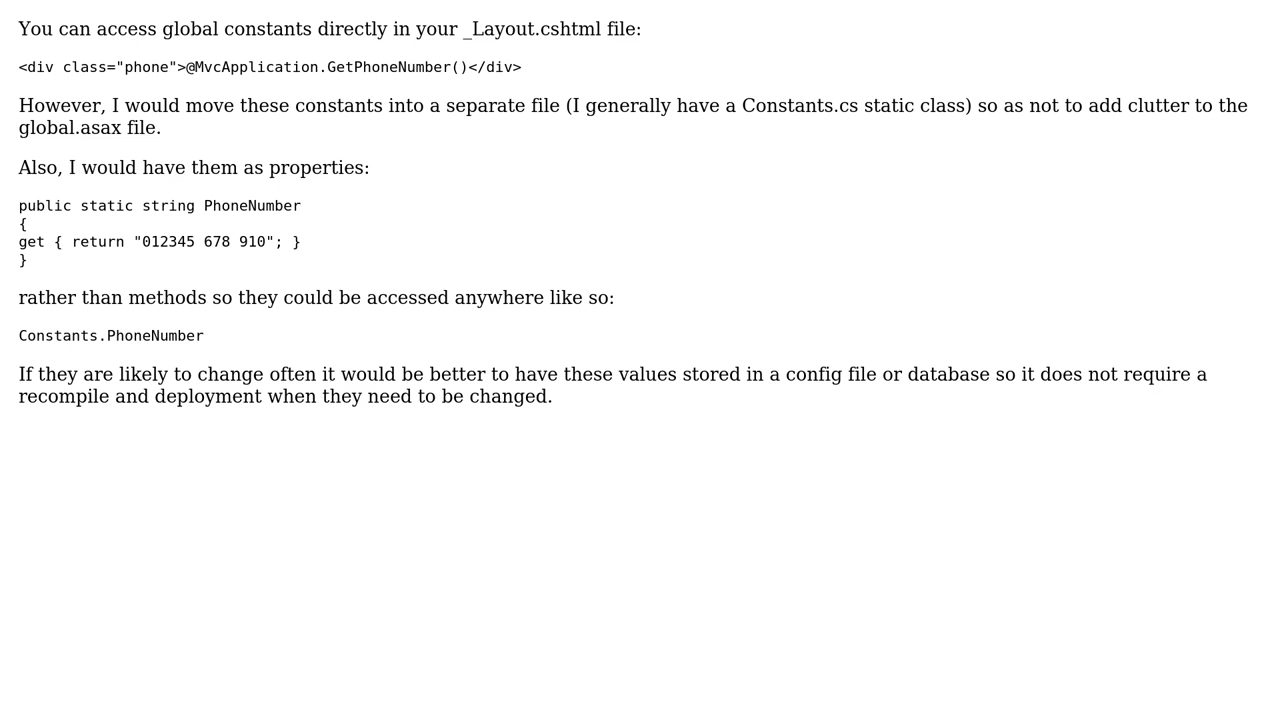 You can access global constants directly in your _Layout.cshtml file:
<div class="phone">@MvcApplication.GetPhoneNumber()</div>
However, I would move these constants into a separate file (I generally have a Constants.cs static class) so as not to add clutter to the
global.asax file.
Also, I would have them as properties:
public static string PhoneNumber
{
get { return "012345 678 910"; }
}
rather than methods so they could be accessed anywhere like so:
Constants.PhoneNumber
If they are likely to change often it would be better to have these values stored in a config file or database so it does not require a
recompile and deployment when they need to be changed.